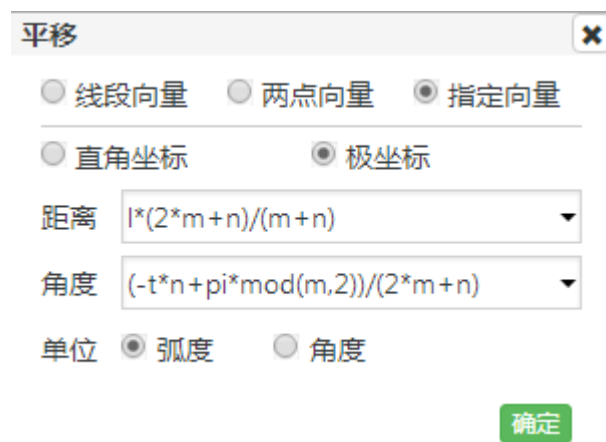 平移
线段向量 两点向量 指定向量
直角坐标 极坐标
距离 l*(2*m+n)/(m+n)
角度 (-t*n+pi*mod(m,2))/(2*m+n)
单位 弧度 角度
确定